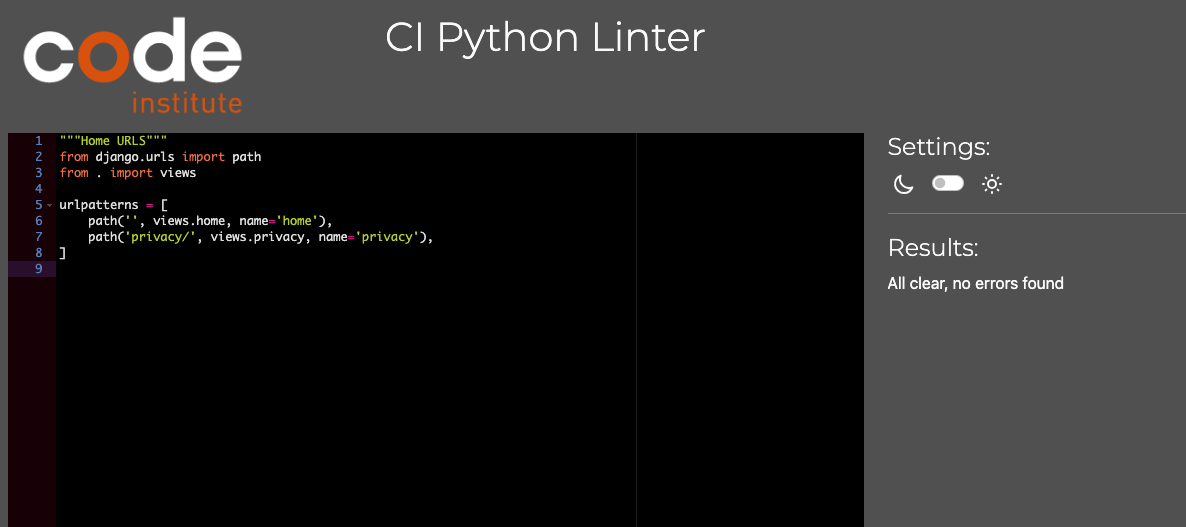 code
institute
CI Python Linter
1 """Home URLS"""
2 from django.urls import path
3 from . import views
4
5 urlpatterns = [
6     path('', views.home, name='home'),
7     path('privacy/', views.privacy, name='privacy'),
8 ]
9
Settings:
Results:
All clear, no errors found